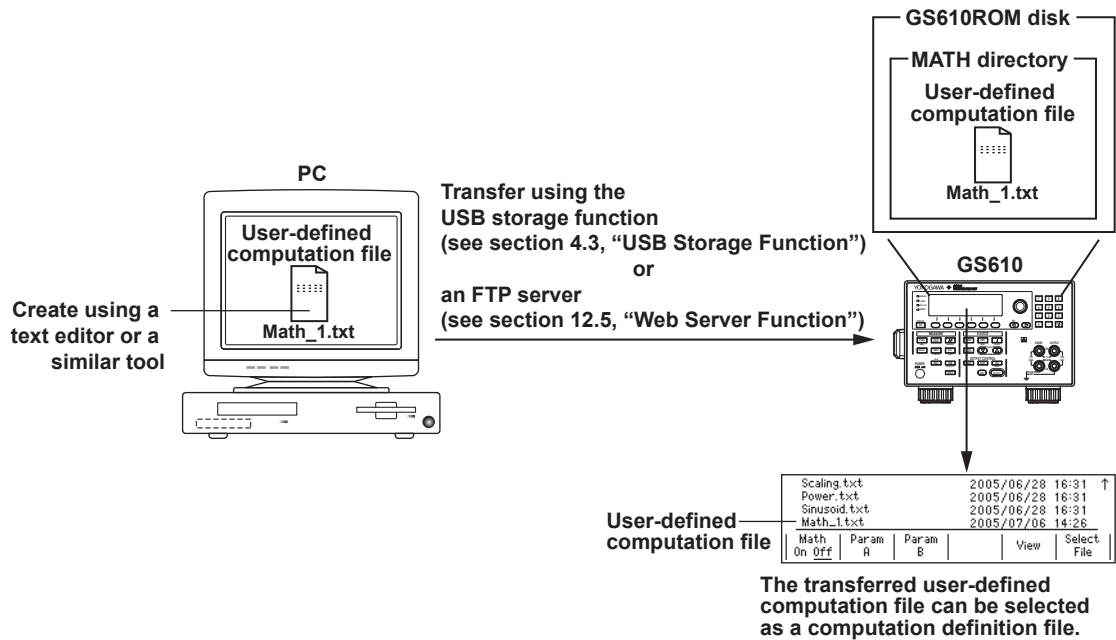 GS610ROM disk
MATH directory
User-defined
computation file
Math_1.txt
PC
User-defined
computation file
Math_1.txt
Create using a
text editor or a
similar tool
Transfer using the
USB storage function
(see section 4.3, “USB Storage Function”)
or
an FTP server
(see section 12.5, “Web Server Function”)
GS610
YOKOGAWA
Scaling.txt 2005/06/28 16:31 ↑
Power.txt 2005/06/28 16:31
Sinusoid.txt 2005/06/28 16:31
Math_1.txt 2005/07/06 14:26
Math On Off Param A Param B View Select File
User-defined
computation file
The transferred user-defined
computation file can be selected
as a computation definition file.